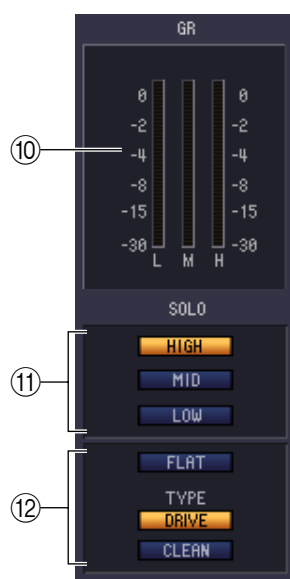 GR
0 0
-2 -2
⑩ -4 -4
-8 -8
-15 -15
-30 -30
L M H
SOLO
HIGH
⑪ MID
LOW
FLAT
TYPE
⑫ DRIVE
CLEAN